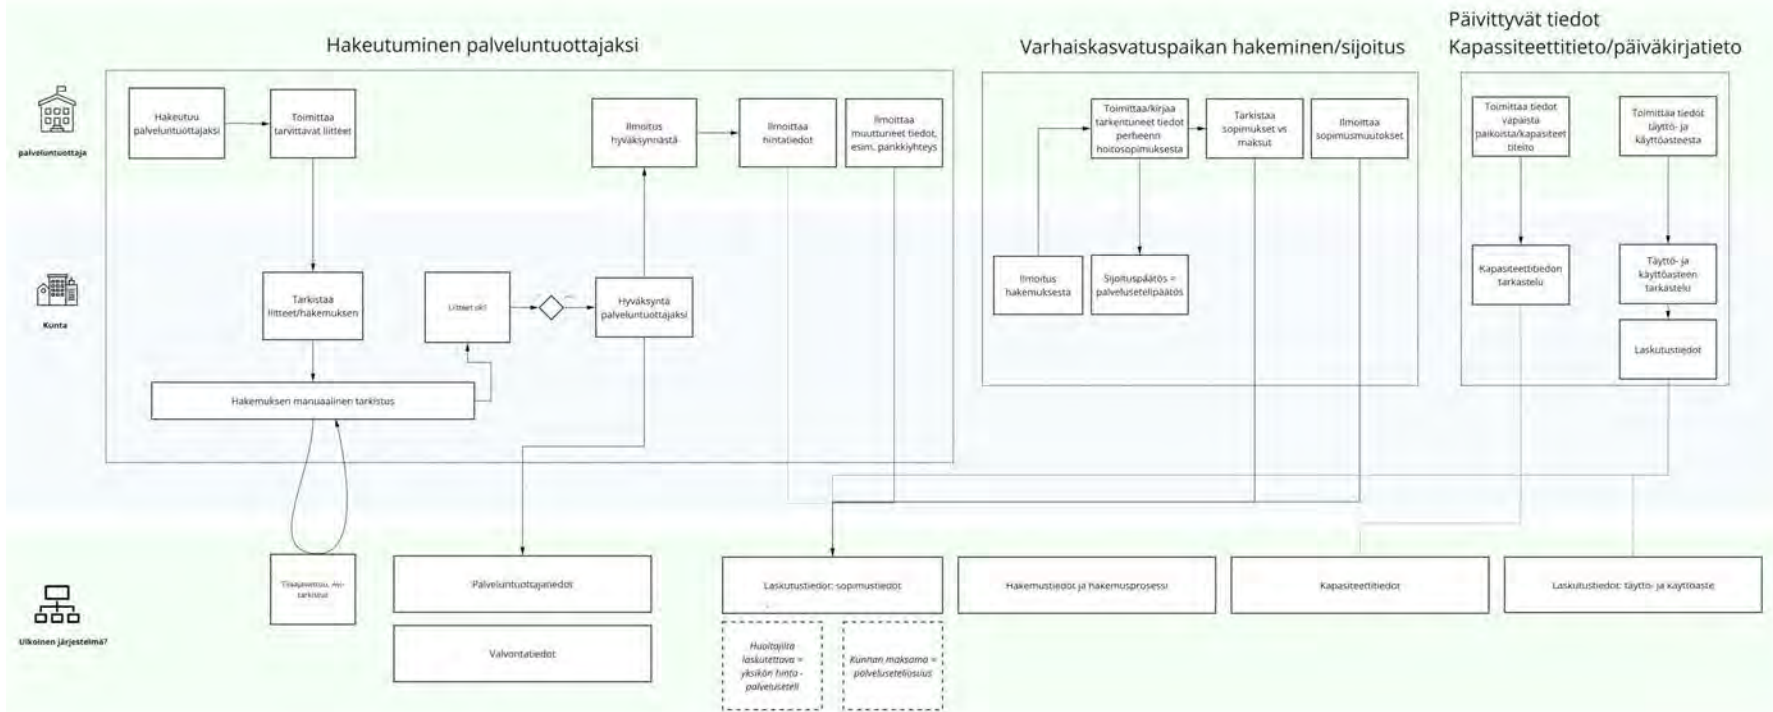 Hakeutuminen palveluntuottajaksi
Varhaiskasvatuspaikan hakeminen/sijoitus
Päivittyvät tiedot
Kapassiteettitieto/päiväkirjatieto
palveluntuottaja
Hakeutuu
palveluntuottajaksi
Toimittaa
tarvittavat liitteet
Ilmoitus
hyväksynnästä
Ilmoittaa
hintatiedot
Ilmoittaa
muuttuneet tiedot,
esim. pankkiyhteys
Toimittaa/kirjaa
tarkentuneet tiedot
perheenn
hoitosopimuksesta
Tarkistaa
sopimukset vs
maksut
Ilmoittaa
sopimusmuutokset
Toimittaa tiedot
vapaista
paikoista/kapasiteet
titeito
Toimittaa tiedot
täyttö- ja
käyttöasteesta
Kunta
Tarkistaa
liitteet/hakemuksen
Liitteet ok?
Hyväksyntä
palveluntuottajaksi
Ilmoitus
hakemuksesta
Sijoituspäätös =
palvelusetelipäätös
Kapasiteettitiedon
tarkastelu
Täyttö- ja
käyttöasteen
tarkastelu
Laskutustiedot
Hakemuksen manuaalinen tarkistus
Ulkoinen järjestelmä?
tarkistus
Palveluntuottajatiedot
Valvontatiedot
Laskutustiedot: sopimustiedot
Huoltajilta
laskutettava =
yksikön hinta -
palveluseteli
Kunnan maksama =
palvelusetelisuus
Hakemustiedot ja hakemusprosessi
Kapasiteettitiedot
Laskutustiedot: täyttö- ja käyttöaste